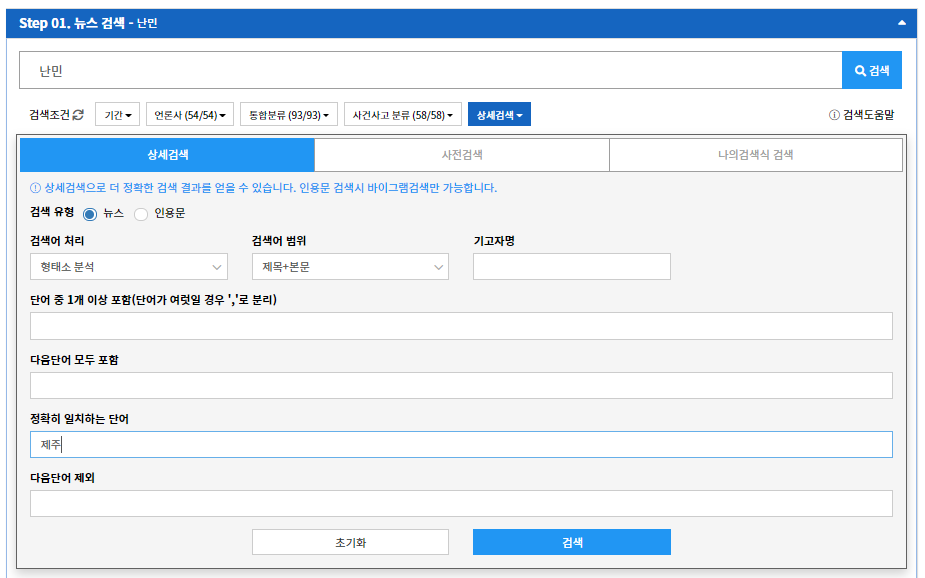 Step 01. 뉴스 검색 - 난민
난민 검색
검색조건 기간 언론사 (54/54) 통합분류 (93/93) 사건사고 분류 (58/58) 상세검색 검색도움말
상세검색 사전검색 나의검색식 검색
상세검색으로 더 정확한 검색 결과를 얻을 수 있습니다. 인용문 검색시 바이그램검색만 가능합니다.
검색 유형 뉴스 인용문
검색어 처리 검색어 범위 기고자명
형태소 분석 제목+본문
단어 중 1개 이상 포함(단어가 여럿일 경우 ','로 분리)
다음단어 모두 포함
정확히 일치하는 단어
제주
다음단어 제외
초기화 검색